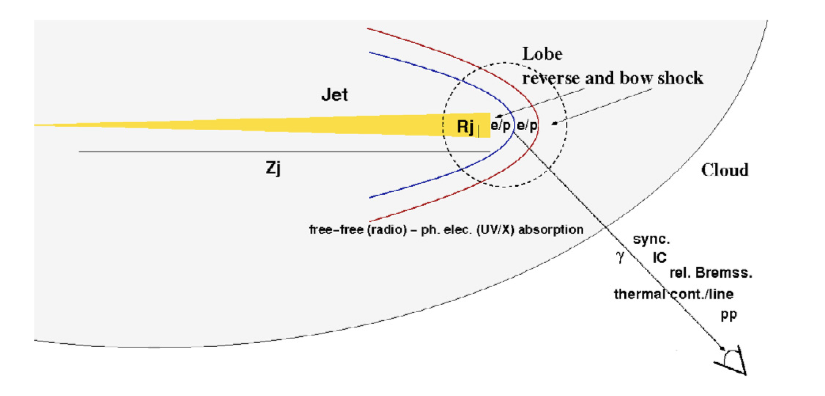 Lobe
reverse and bow shock
Jet
Rj
e/p
e/p
Zj
Cloud
free-free (radio) - ph. elec. (UV/X) absorption
sync.
γ
IC
rel. Bremss.
thermal cont./line
pp